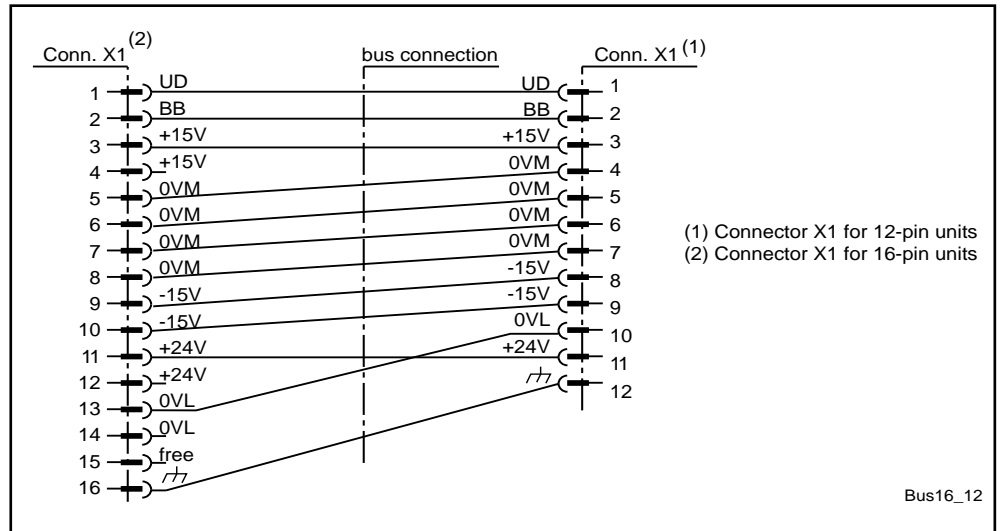 Conn. X1 (2) bus connection Conn. X1 (1)
1 UD UD 1
2 BB BB 2
3 +15V +15V 3
4 +15V 0VM 4
5 0VM 0VM 5
6 0VM 0VM 6
7 0VM 0VM 7
8 0VM -15V 8
9 -15V -15V 9
10 -15V 0VL 10
11 +24V +24V 11
12 +24V 12
13 0VL
14 0VL
15 free
16
(1) Connector X1 for 12-pin units
(2) Connector X1 for 16-pin units
Bus16_12